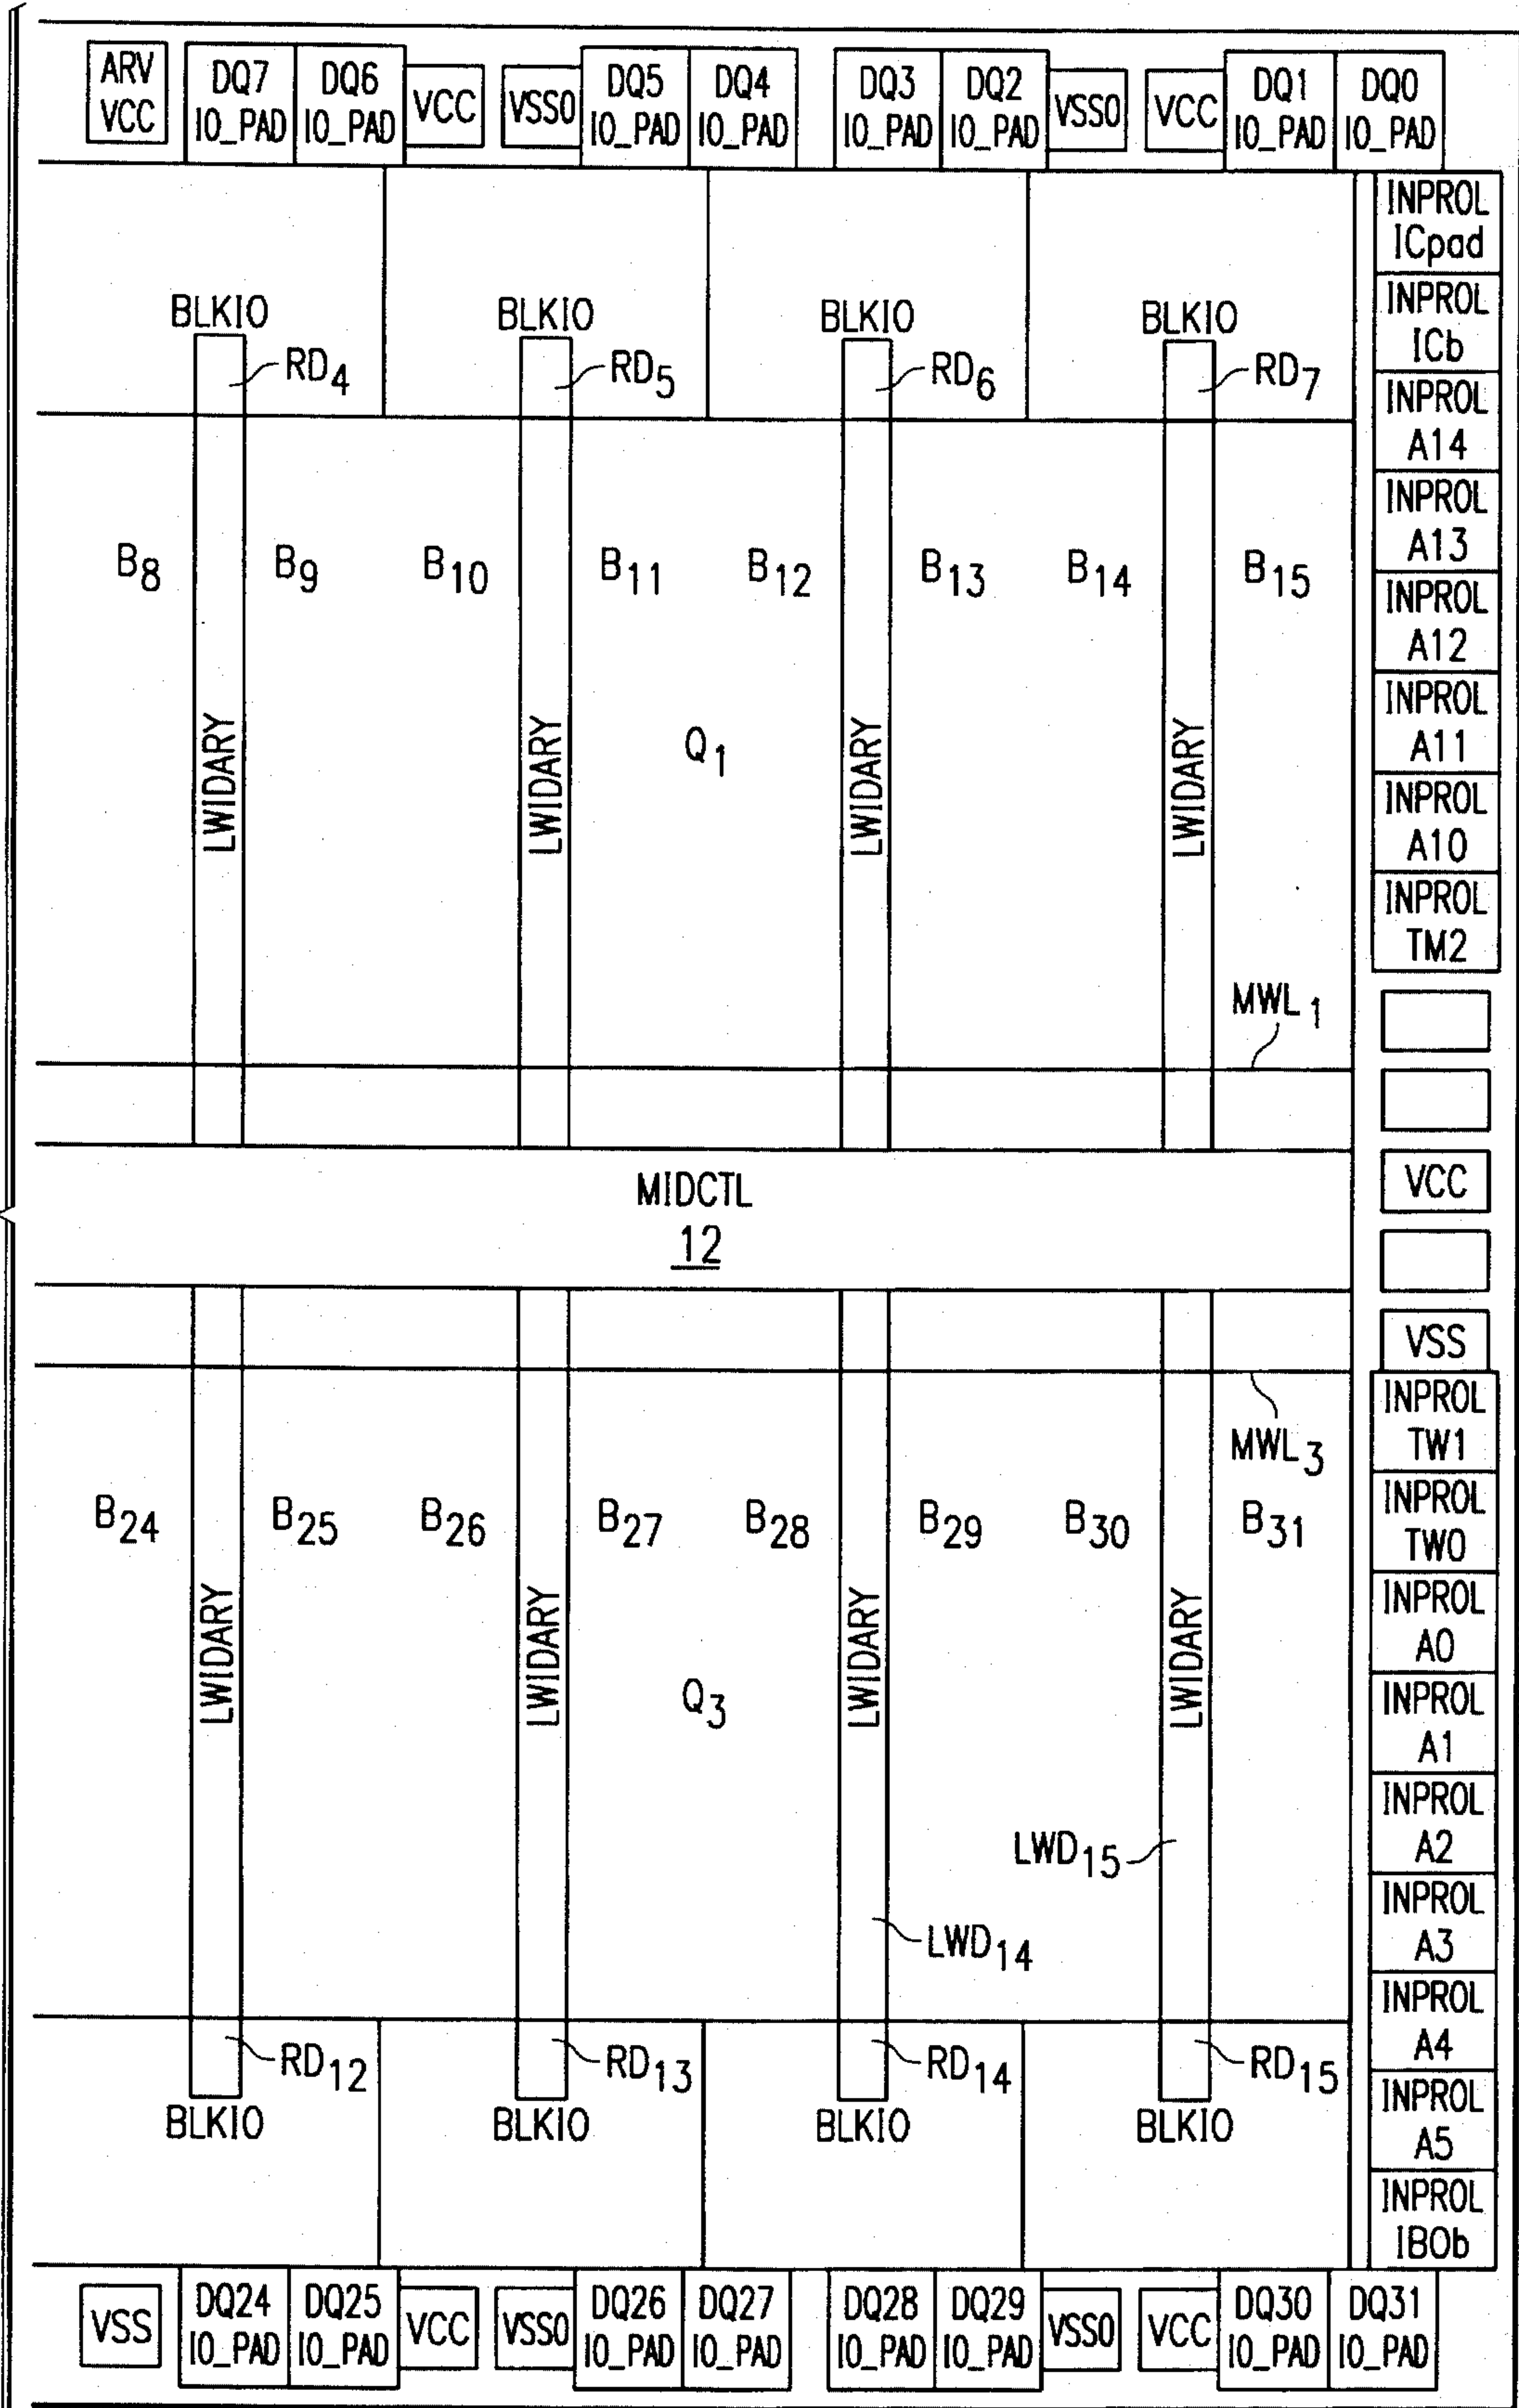 ARV
VCC
DQ7
IO_PAD
DQ6
IO_PAD
VCC
VSSO
DQ5
IO_PAD
DQ4
IO_PAD
DQ3
IO_PAD
DQ2
IO_PAD
VSSO
VCC
DQ1
IO_PAD
DQ0
IO_PAD
INPROL
ICpad
INPROL
ICb
INPROL
A14
INPROL
A13
INPROL
A12
INPROL
A11
INPROL
A10
INPROL
TM2
BLKIO
BLKIO
BLKIO
BLKIO
RD4
RD5
RD6
RD7
B8
B9
B10
B11
B12
B13
B14
B15
LWIDARY
LWIDARY
Q1
LWIDARY
LWIDARY
MWL1
MIDCTL
12
VCC
VSS
MWL3
INPROL
TW1
INPROL
TW0
INPROL
A0
INPROL
A1
INPROL
A2
INPROL
A3
INPROL
A4
INPROL
A5
INPROL
IBOb
B24
B25
B26
B27
B28
B29
B30
B31
LWIDARY
LWIDARY
Q3
LWIDARY
LWIDARY
LWD15
LWD14
RD12
RD13
RD14
RD15
BLKIO
BLKIO
BLKIO
BLKIO
VSS
DQ24
IO_PAD
DQ25
IO_PAD
VCC
VSSO
DQ26
IO_PAD
DQ27
IO_PAD
DQ28
IO_PAD
DQ29
IO_PAD
VSSO
VCC
DQ30
IO_PAD
DQ31
IO_PAD